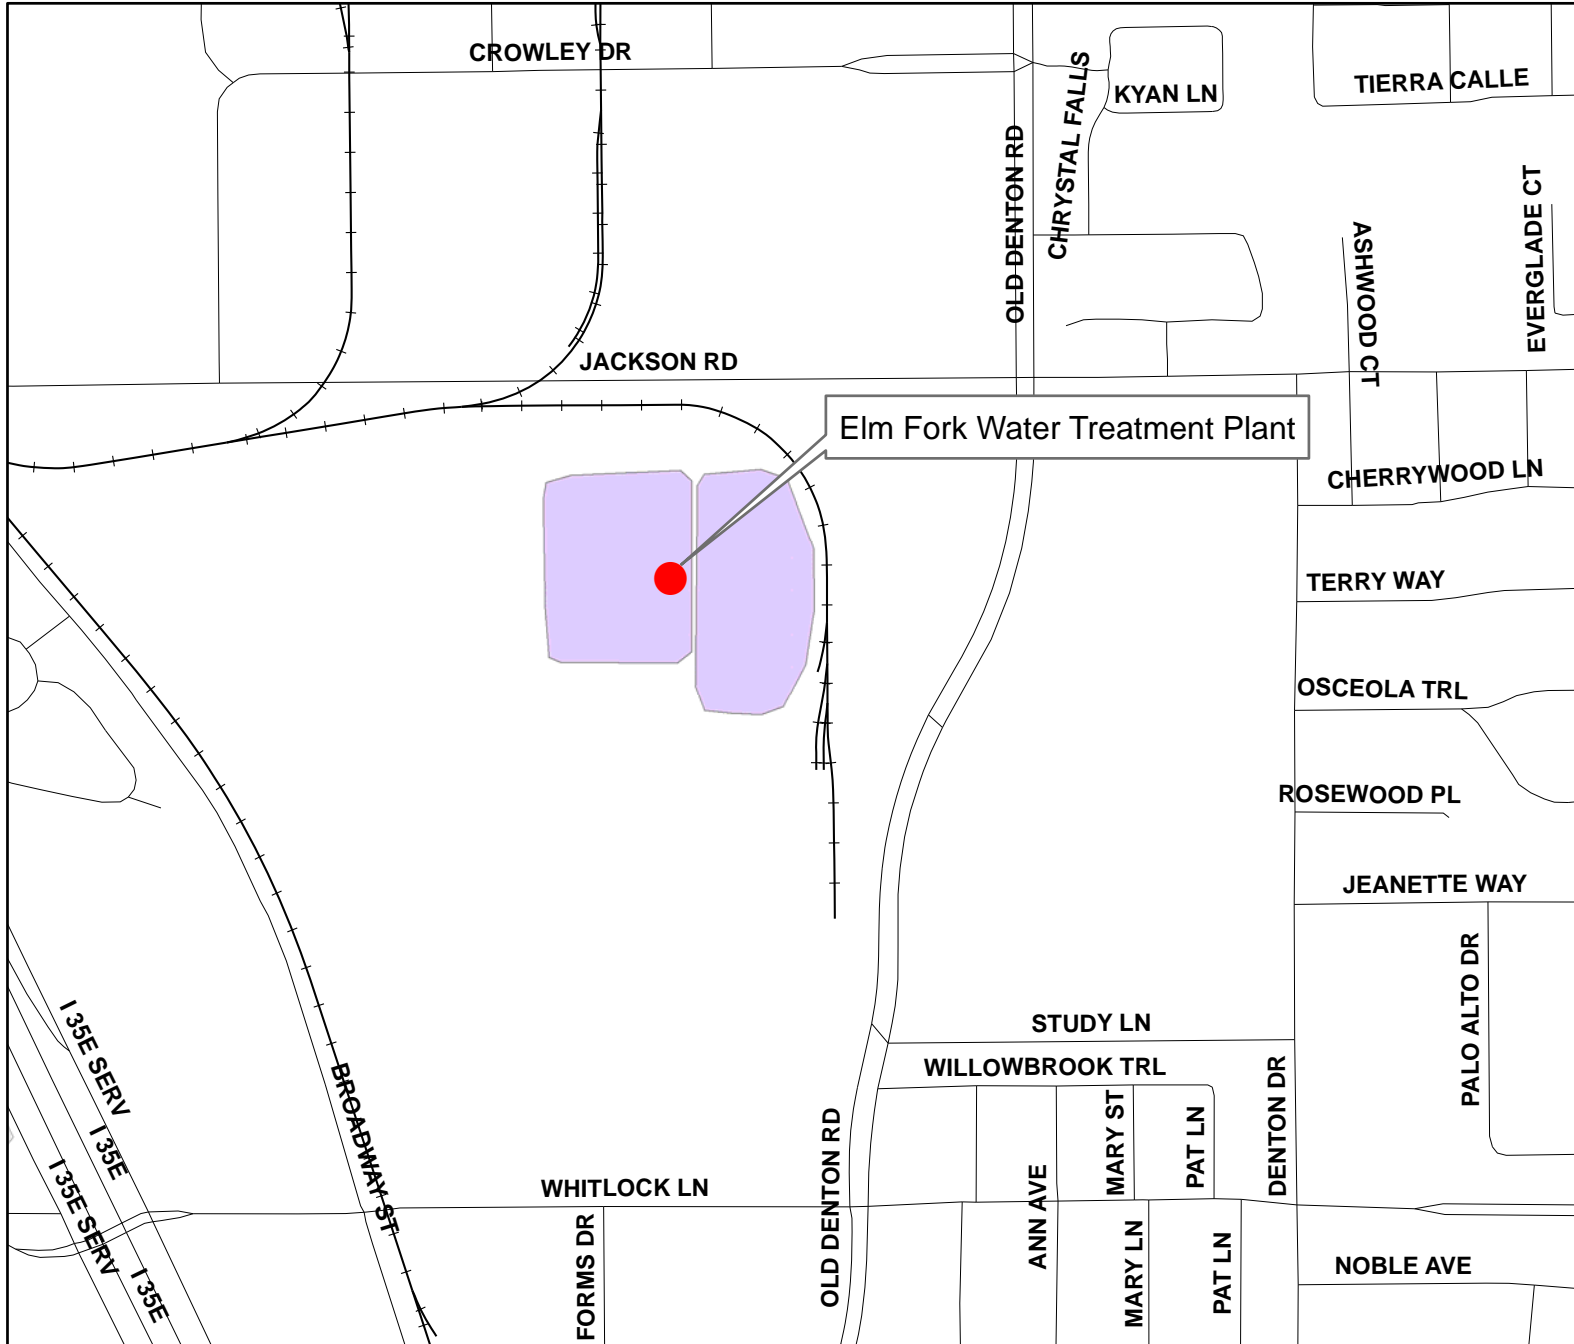 CROWLEY DR
KYAN LN
TIERRA CALLE
CHRYSTAL FALLS
OLD DENTON RD
EVERGLADE CT
ASHWOOD CT
JACKSON RD
Elm Fork Water Treatment Plant
CHERRYWOOD LN
TERRY WAY
OSCEOLA TRL
ROSEWOOD PL
JEANETTE WAY
PALO ALTO DR
STUDY LN
WILLOWBROOK TRL
I 35E SERV
BROADWAY ST
DENTON DR
MARY ST
PAT LN
OLD DENTON RD
I 35E
WHITLOCK LN
ANN AVE
I 35E SERV
FORMS DR
MARY LN
PAT LN
NOBLE AVE
I 35E